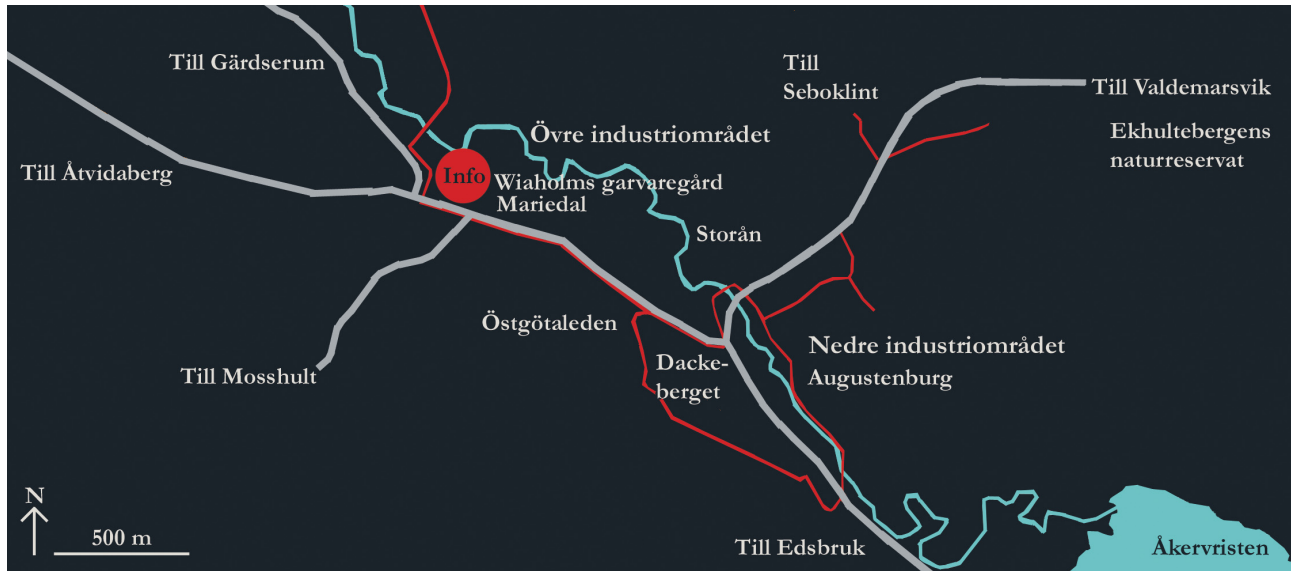 Till Gärdserum
Till
Seboklint
Till Valdemarsvik
Övre industriområdet
Ekhultebergens
naturreservat
Till Åtvidaberg
Info
Wiaholms garvaregård
Mariedal
Storån
Östgötaleden
Nedre industriområdet
Augustenburg
Dacke-
berget
Till Mosshult
N
500 m
Till Edsbruk
Åkervristen